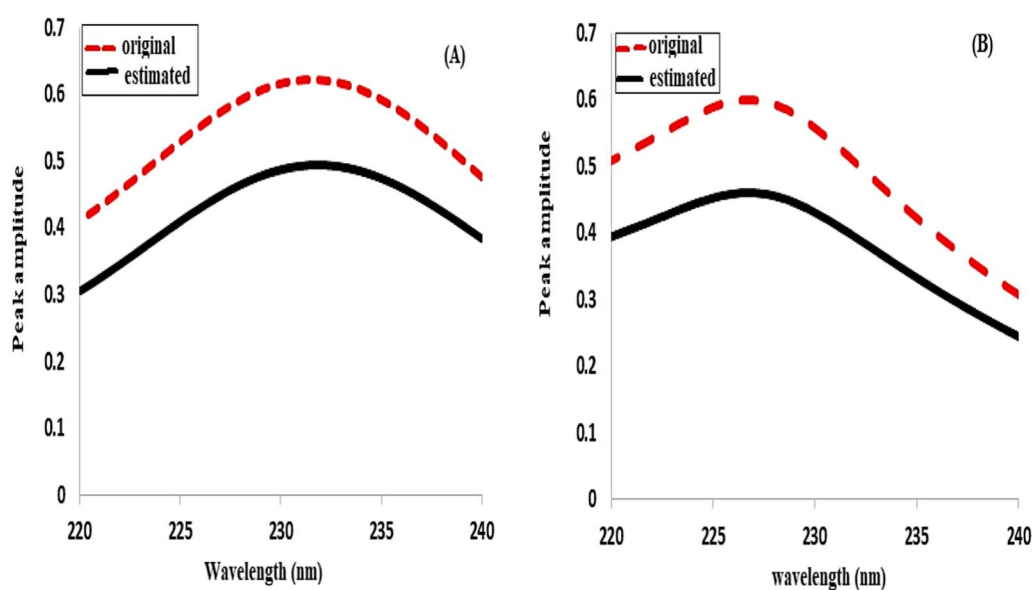 0.7
0.6
0.5
0.4
0.3
0.2
0.1
0
Peak amplitude
original
estimated
(A)
220 225 230 235 240
Wavelength (nm)
0.7
0.6
0.5
0.4
0.3
0.2
0.1
0
Peak amplitude
original
estimated
(B)
220 225 230 235 240
wavelength (nm)